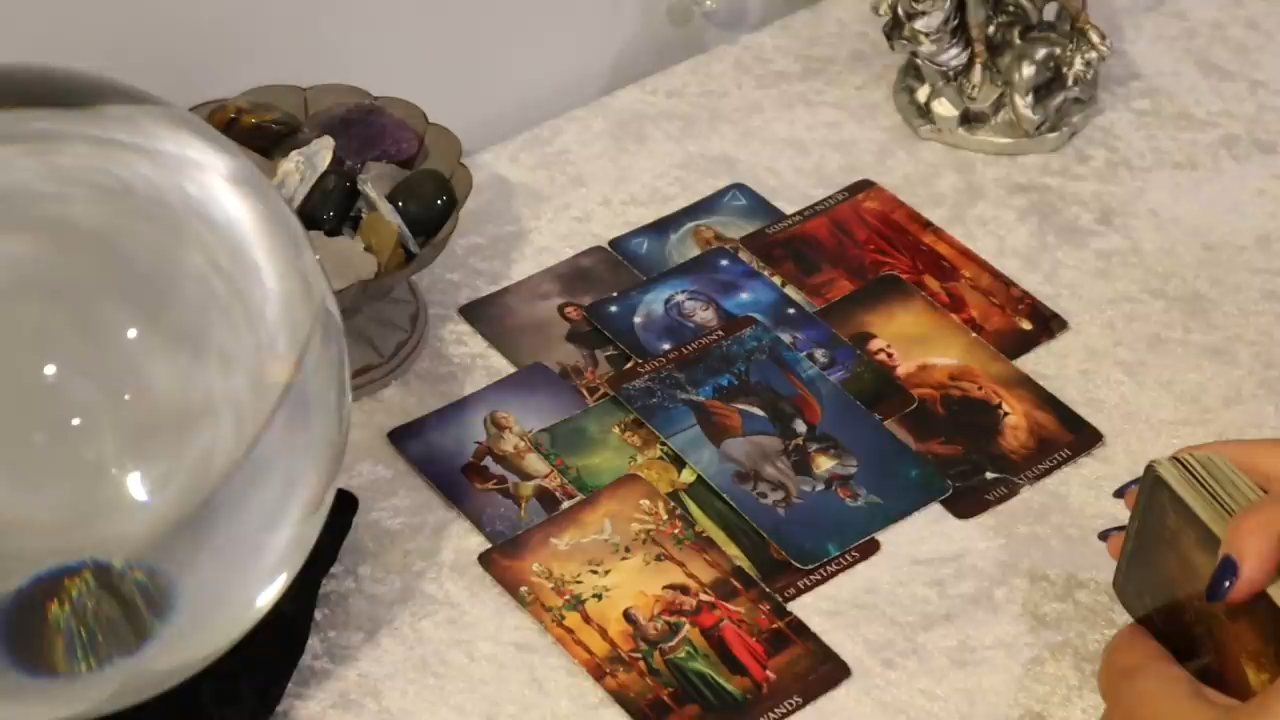 QUEEN OF WANDS
KNIGHT OF CUPS
VIII STRENGTH
OF PENTACLES
WANDS